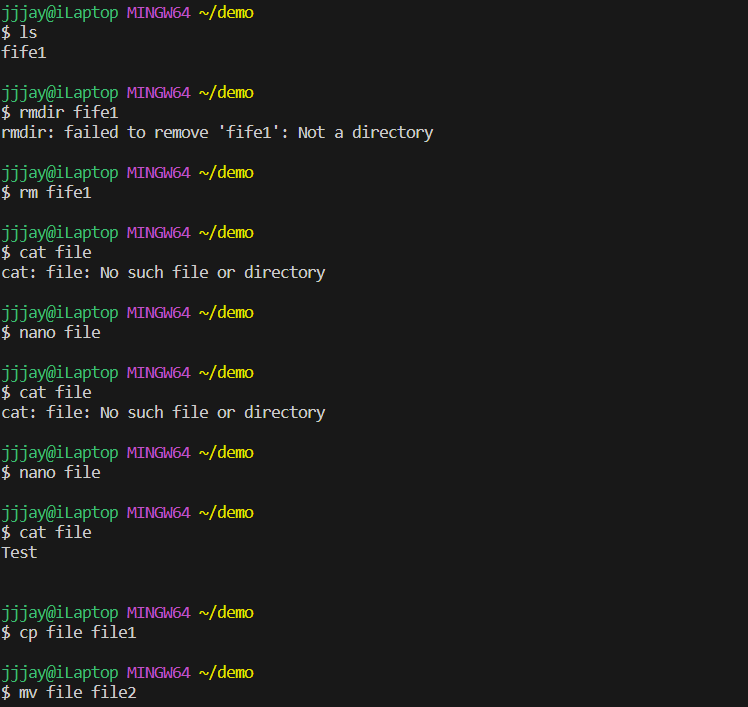 jjjay@iLaptop MINGW64 ~/demo
$ ls
fife1
jjjay@iLaptop MINGW64 ~/demo
$ rmdir fife1
rmdir: failed to remove 'fife1': Not a directory
jjjay@iLaptop MINGW64 ~/demo
$ rm fife1
jjjay@iLaptop MINGW64 ~/demo
$ cat file
cat: file: No such file or directory
jjjay@iLaptop MINGW64 ~/demo
$ nano file
jjjay@iLaptop MINGW64 ~/demo
$ cat file
cat: file: No such file or directory
jjjay@iLaptop MINGW64 ~/demo
$ nano file
jjjay@iLaptop MINGW64 ~/demo
$ cat file
Test
jjjay@iLaptop MINGW64 ~/demo
$ cp file file1
jjjay@iLaptop MINGW64 ~/demo
$ mv file file2